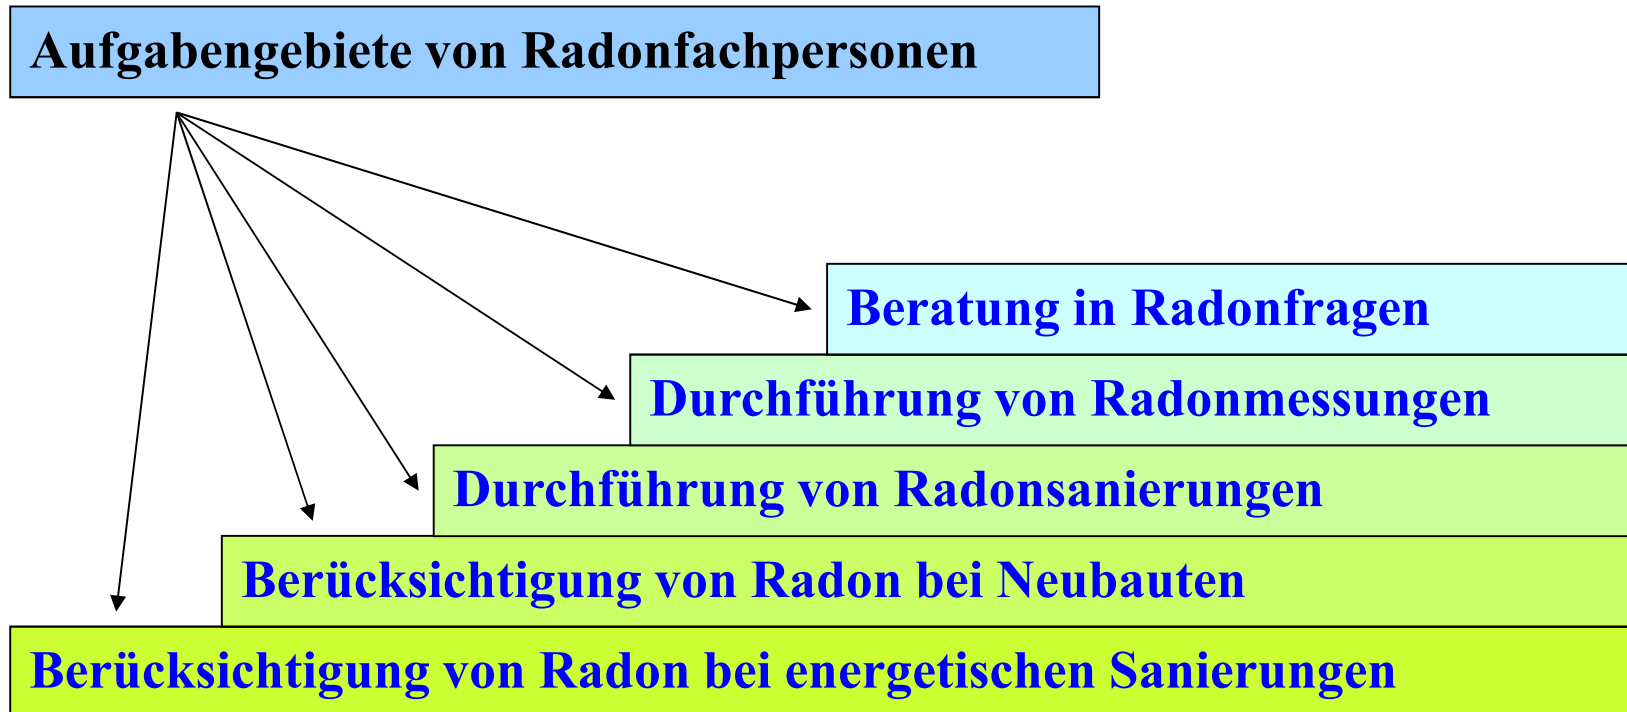 Aufgabengebiete von Radonfachpersonen
Beratung in Radonfragen
Durchführung von Radonmessungen
Durchführung von Radonsanierungen
Berücksichtigung von Radon bei Neubauten
Berücksichtigung von Radon bei energetischen Sanierungen